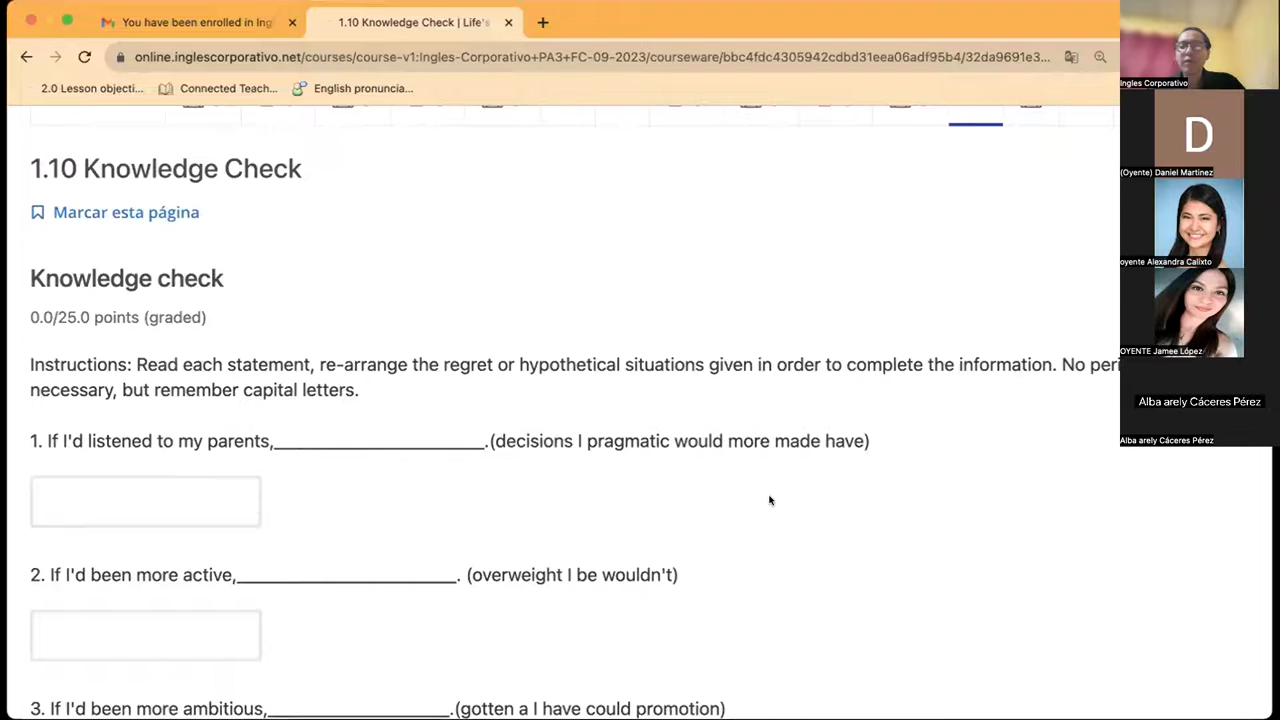 You have been enrolled in Ing
1.10 Knowledge Check | Life's
online.inglescorporativo.net/courses/course-v1:Ingles-Corporativo+PA3+FC-09-2023/courseware/bbc4fdc4305942cdbd31eea06adf95b4/32da9691e3...
2.0 Lesson objecti...
Connected Teach...
English pronuncia...
1.10 Knowledge Check
Marcar esta página
Knowledge check
0.0/25.0 points (graded)
Instructions: Read each statement, re-arrange the regret or hypothetical situations given in order to complete the information. No peri
necessary, but remember capital letters.
1. If I'd listened to my parents,______________________.(decisions I pragmatic would more made have)
2. If I'd been more active,_______________________. (overweight I be wouldn't)
3. If I'd been more ambitious,___________________.(gotten a I have could promotion)
Ingles Corporativo
D
(Oyente) Daniel Martinez
oyente Alexandra Calixto
OYENTE Jamee López
Alba arely Cáceres Pérez
Alba arely Cáceres Pérez